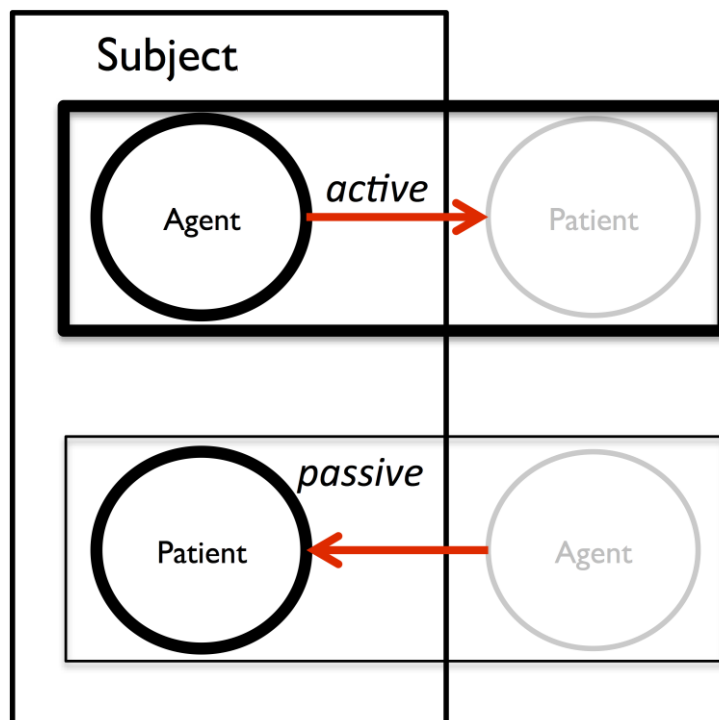 Subject
active
Agent
Patient
passive
Patient
Agent